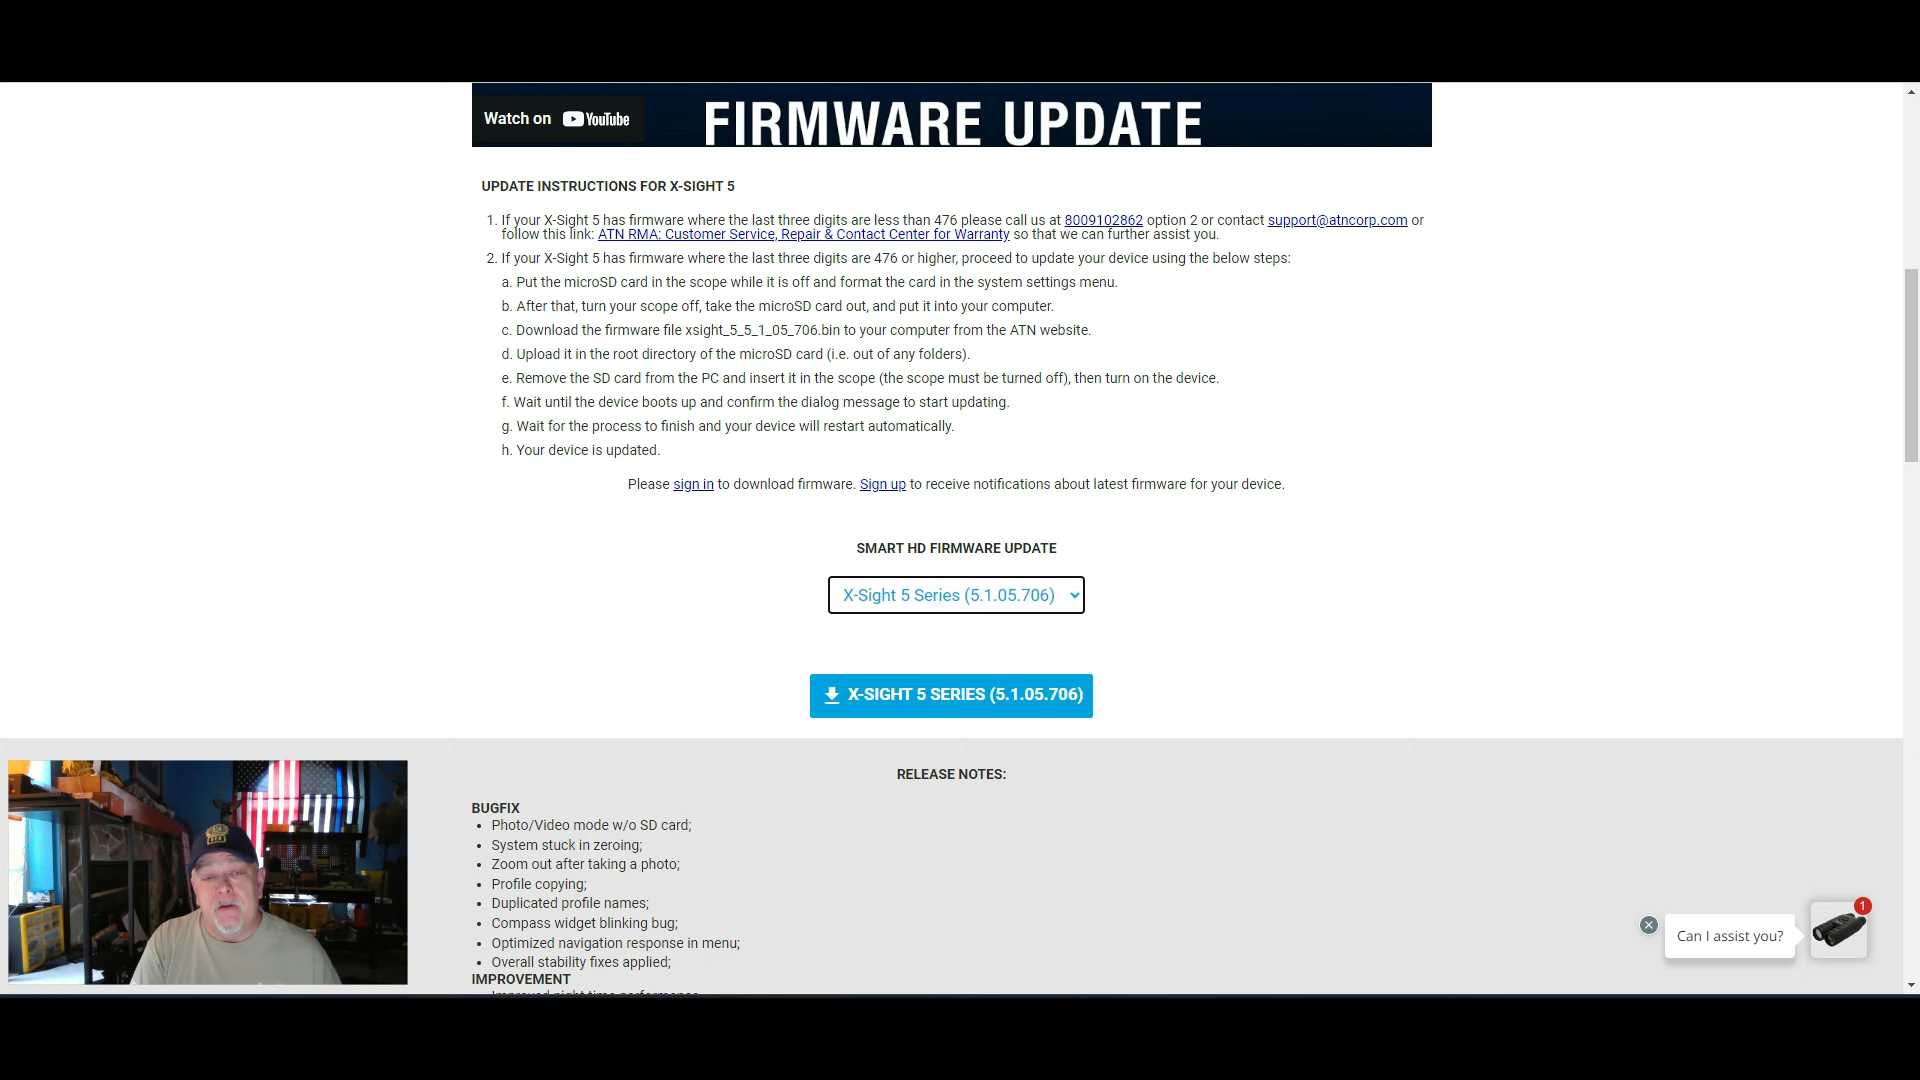 Watch on YouTube
FIRMWARE UPDATE
UPDATE INSTRUCTIONS FOR X-SIGHT 5
1. If your X-Sight 5 has firmware where the last three digits are less than 476 please call us at 8009102862 option 2 or contact support@atncorp.com or
follow this link: ATN RMA: Customer Service, Repair & Contact Center for Warranty so that we can further assist you.
2. If your X-Sight 5 has firmware where the last three digits are 476 or higher, proceed to update your device using the below steps:
a. Put the microSD card in the scope while it is off and format the card in the system settings menu.
b. After that, turn your scope off, take the microSD card out, and put it into your computer.
c. Download the firmware file xsight_5_5_1_05_706.bin to your computer from the ATN website.
d. Upload it in the root directory of the microSD card (i.e. out of any folders).
e. Remove the SD card from the PC and insert it in the scope (the scope must be turned off), then turn on the device.
f. Wait until the device boots up and confirm the dialog message to start updating.
g. Wait for the process to finish and your device will restart automatically.
h. Your device is updated.
Please sign in to download firmware. Sign up to receive notifications about latest firmware for your device.
SMART HD FIRMWARE UPDATE
X-Sight 5 Series (5.1.05.706)
X-SIGHT 5 SERIES (5.1.05.706)
RELEASE NOTES:
BUGFIX
• Photo/Video mode w/o SD card;
• System stuck in zeroing;
• Zoom out after taking a photo;
• Profile copying;
• Duplicated profile names;
• Compass widget blinking bug;
• Optimized navigation response in menu;
• Overall stability fixes applied;
IMPROVEMENT
Can I assist you?
1